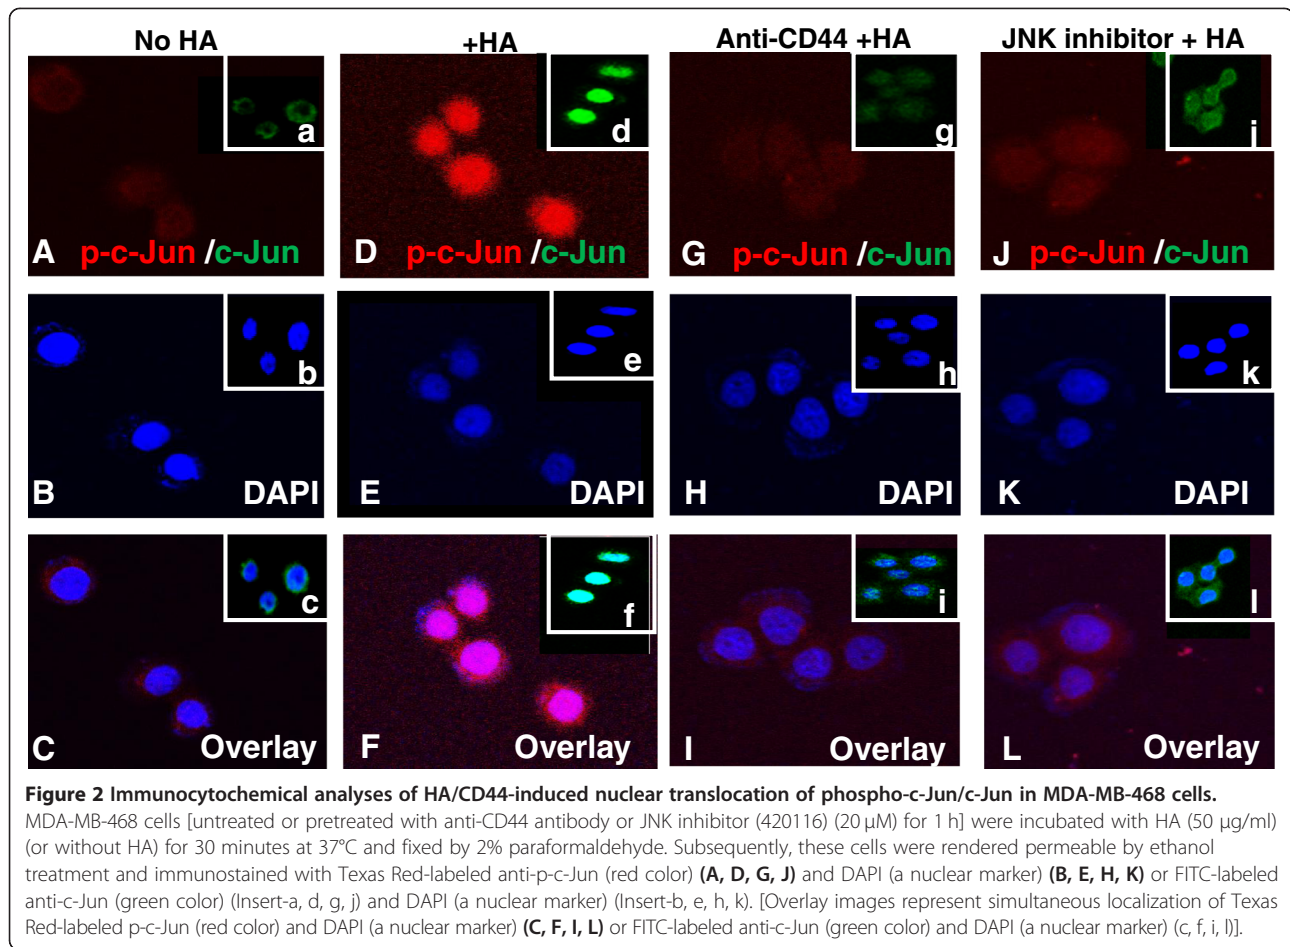 No HA
+HA
Anti-CD44 +HA
JNK inhibitor + HA
a
d
g
j
A
p-c-Jun /c-Jun
D
p-c-Jun /c-Jun
G
p-c-Jun /c-Jun
J
p-c-Jun /c-Jun
b
e
h
k
B
DAPI
E
DAPI
H
DAPI
K
DAPI
c
f
i
l
C
Overlay
F
Overlay
I
Overlay
L
Overlay
Figure 2 Immunocytochemical analyses of HA/CD44-induced nuclear translocation of phospho-c-Jun/c-Jun in MDA-MB-468 cells.
MDA-MB-468 cells [untreated or pretreated with anti-CD44 antibody or JNK inhibitor (420116) (20 μM) for 1 h] were incubated with HA (50 μg/ml)
(or without HA) for 30 minutes at 37°C and fixed by 2% paraformaldehyde. Subsequently, these cells were rendered permeable by ethanol
treatment and immunostained with Texas Red-labeled anti-p-c-Jun (red color) (A, D, G, J) and DAPI (a nuclear marker) (B, E, H, K) or FITC-labeled
anti-c-Jun (green color) (Insert-a, d, g, j) and DAPI (a nuclear marker) (Insert-b, e, h, k). [Overlay images represent simultaneous localization of Texas
Red-labeled p-c-Jun (red color) and DAPI (a nuclear marker) (C, F, I, L) or FITC-labeled anti-c-Jun (green color) and DAPI (a nuclear marker) (c, f, i, l)].